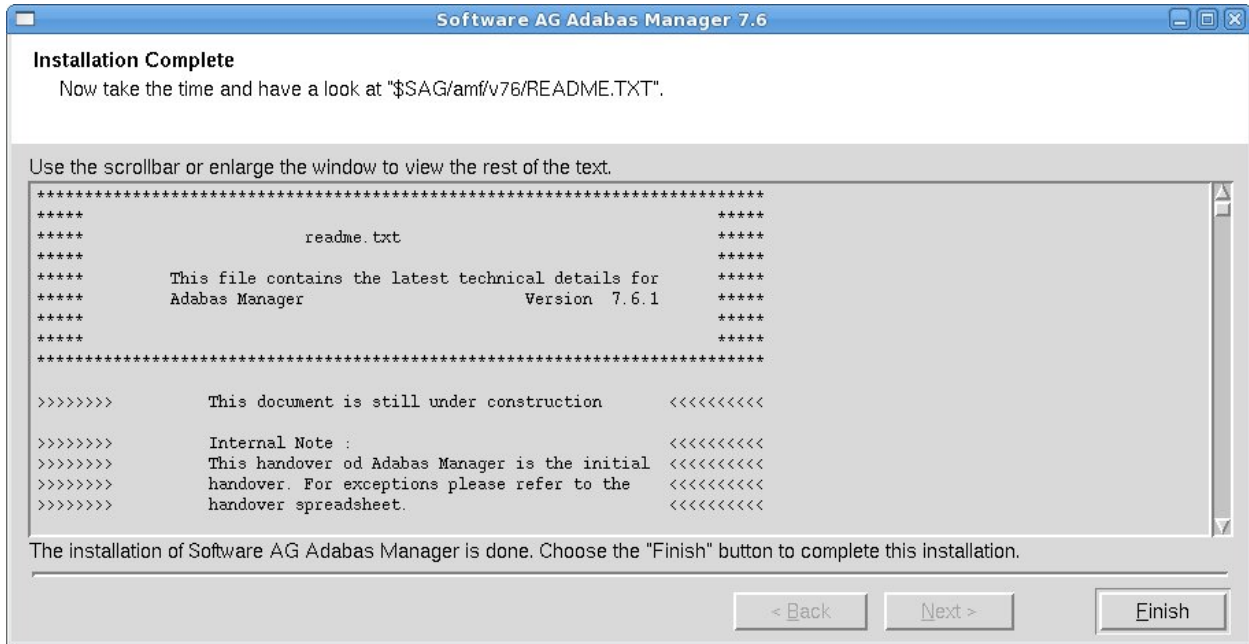 Software AG Adabas Manager 7.6
Installation Complete
Now take the time and have a look at "$SAG/amf/v76/README.TXT".
Use the scrollbar or enlarge the window to view the rest of the text.
***************************************************************************
***** *****
***** readme.txt *****
***** *****
***** This file contains the latest technical details for *****
***** Adabas Manager Version 7.6.1 *****
***** *****
***** *****
***************************************************************************
>>>>>>>> This document is still under construction <<<<<<<<<<
>>>>>>>> Internal Note : <<<<<<<<<<
>>>>>>>> This handover od Adabas Manager is the initial <<<<<<<<<<
>>>>>>>> handover. For exceptions please refer to the <<<<<<<<<<
>>>>>>>> handover spreadsheet. <<<<<<<<<<
The installation of Software AG Adabas Manager is done. Choose the "Finish" button to complete this installation.
< Back Next > Finish